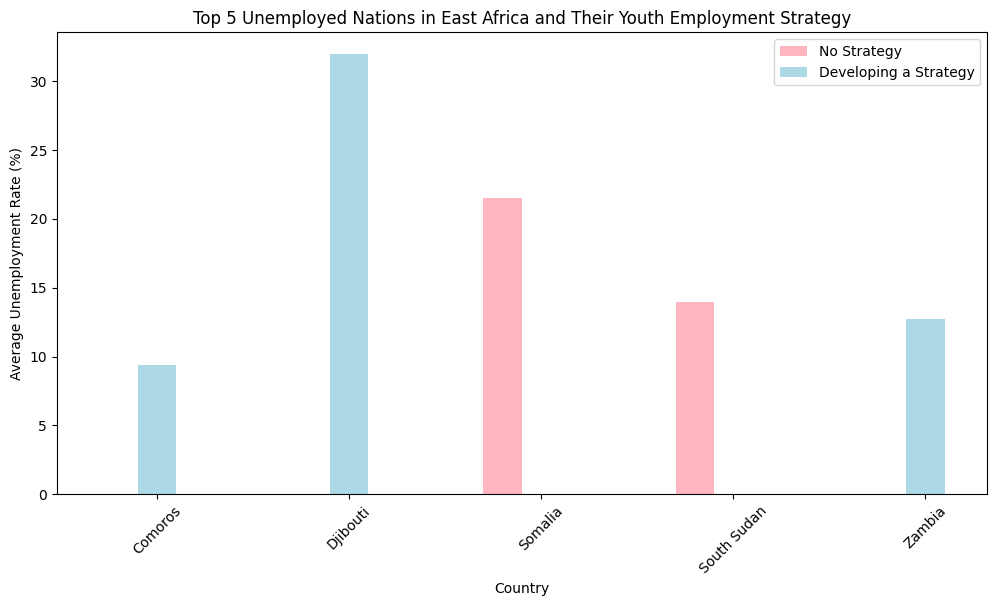 Top 5 Unemployed Nations in East Africa and Their Youth Employment Strategy
No Strategy
Developing a Strategy
Average Unemployment Rate (%)
30
25
20
15
10
5
0
Comoros
Djibouti
Somalia
South Sudan
Zambia
Country